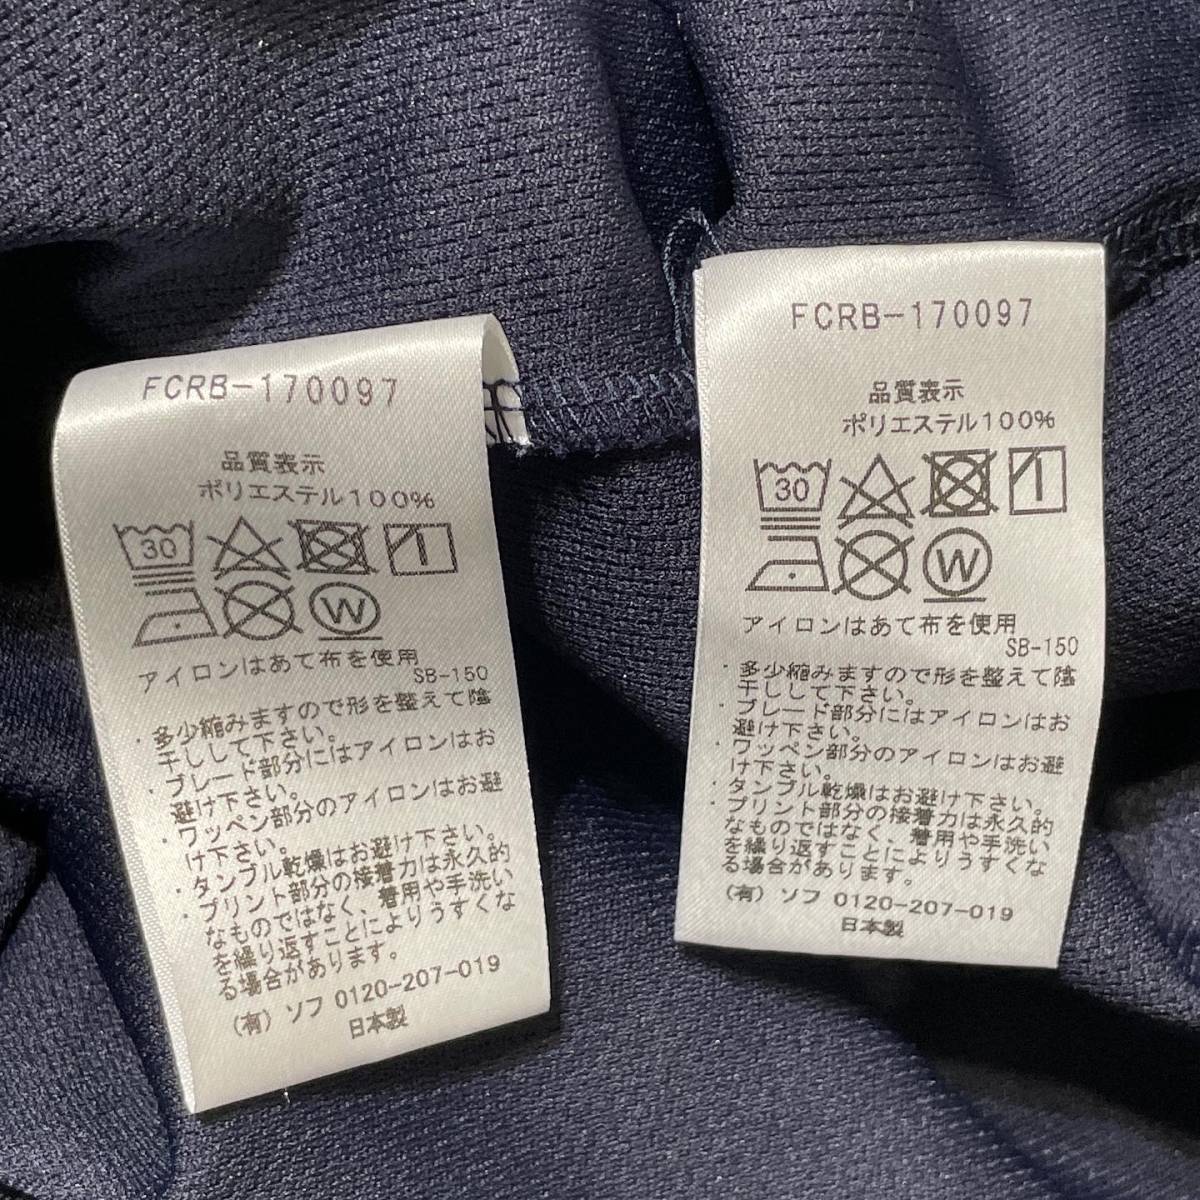 FCRB-170097
品質表示
ポリエステル100%
30
W
アイロンはあて布を使用
SB-150
・多少縮みますので形を整えて陰
干しして下さい。
・ブレード部分にはアイロンはお
避け下さい。
・ワッペン部分のアイロンはお避
け下さい。
・タンブル乾燥はお避け下さい。
・プリント部分の接着力は永久的
なものではなく、着用や手洗い
を繰り返すことによりうすくな
る場合があります。
(有) ソフ 0120-207-019
日本製
FCRB-170097
品質表示
ポリエステル100%
30
W
アイロンはあて布を使用
SB-150
・多少縮みますので形を整えて陰
干しして下さい。
・ブレード部分にはアイロンはお
避け下さい。
・ワッペン部分のアイロンはお避
け下さい。
・タンブル乾燥はお避け下さい。
・プリント部分の接着力は永久的
なものではなく、着用や手洗い
を繰り返すことによりうすくな
る場合があります。
(有) ソフ 0120-207-019
日本製